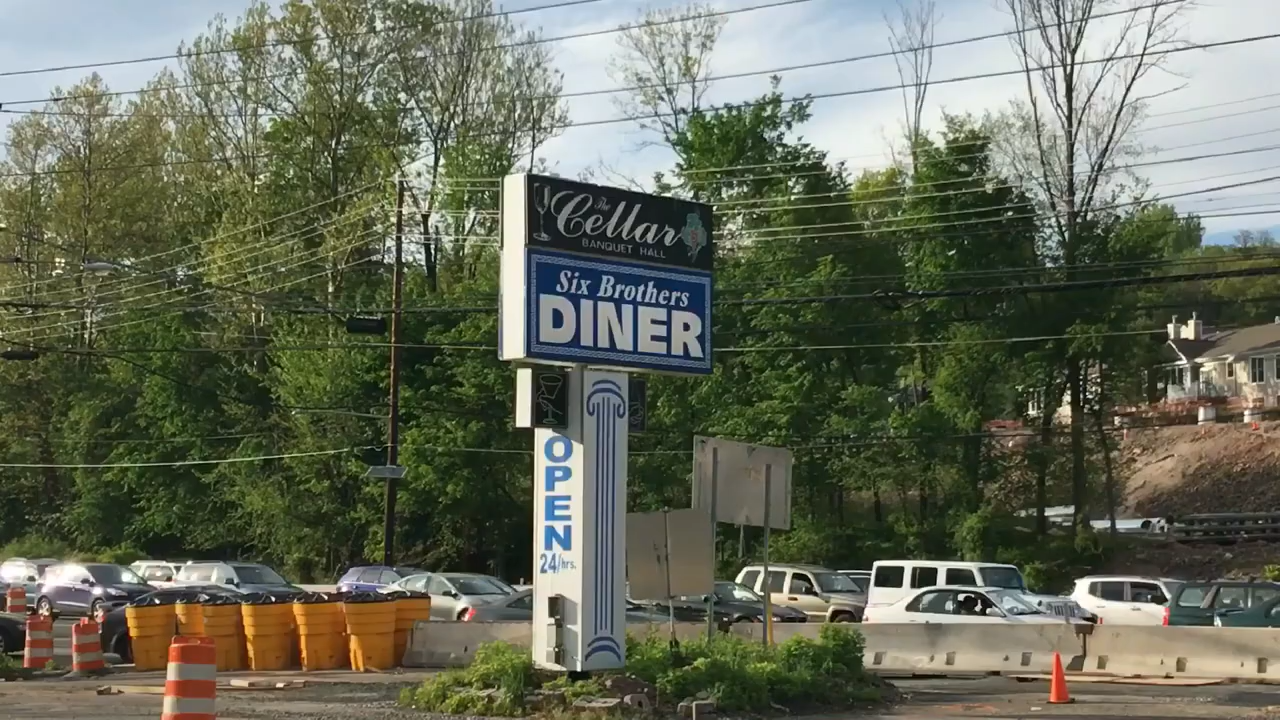 The
Cellar
BANQUET HALL
Six Brothers
DINER
OPEN
24/hrs.